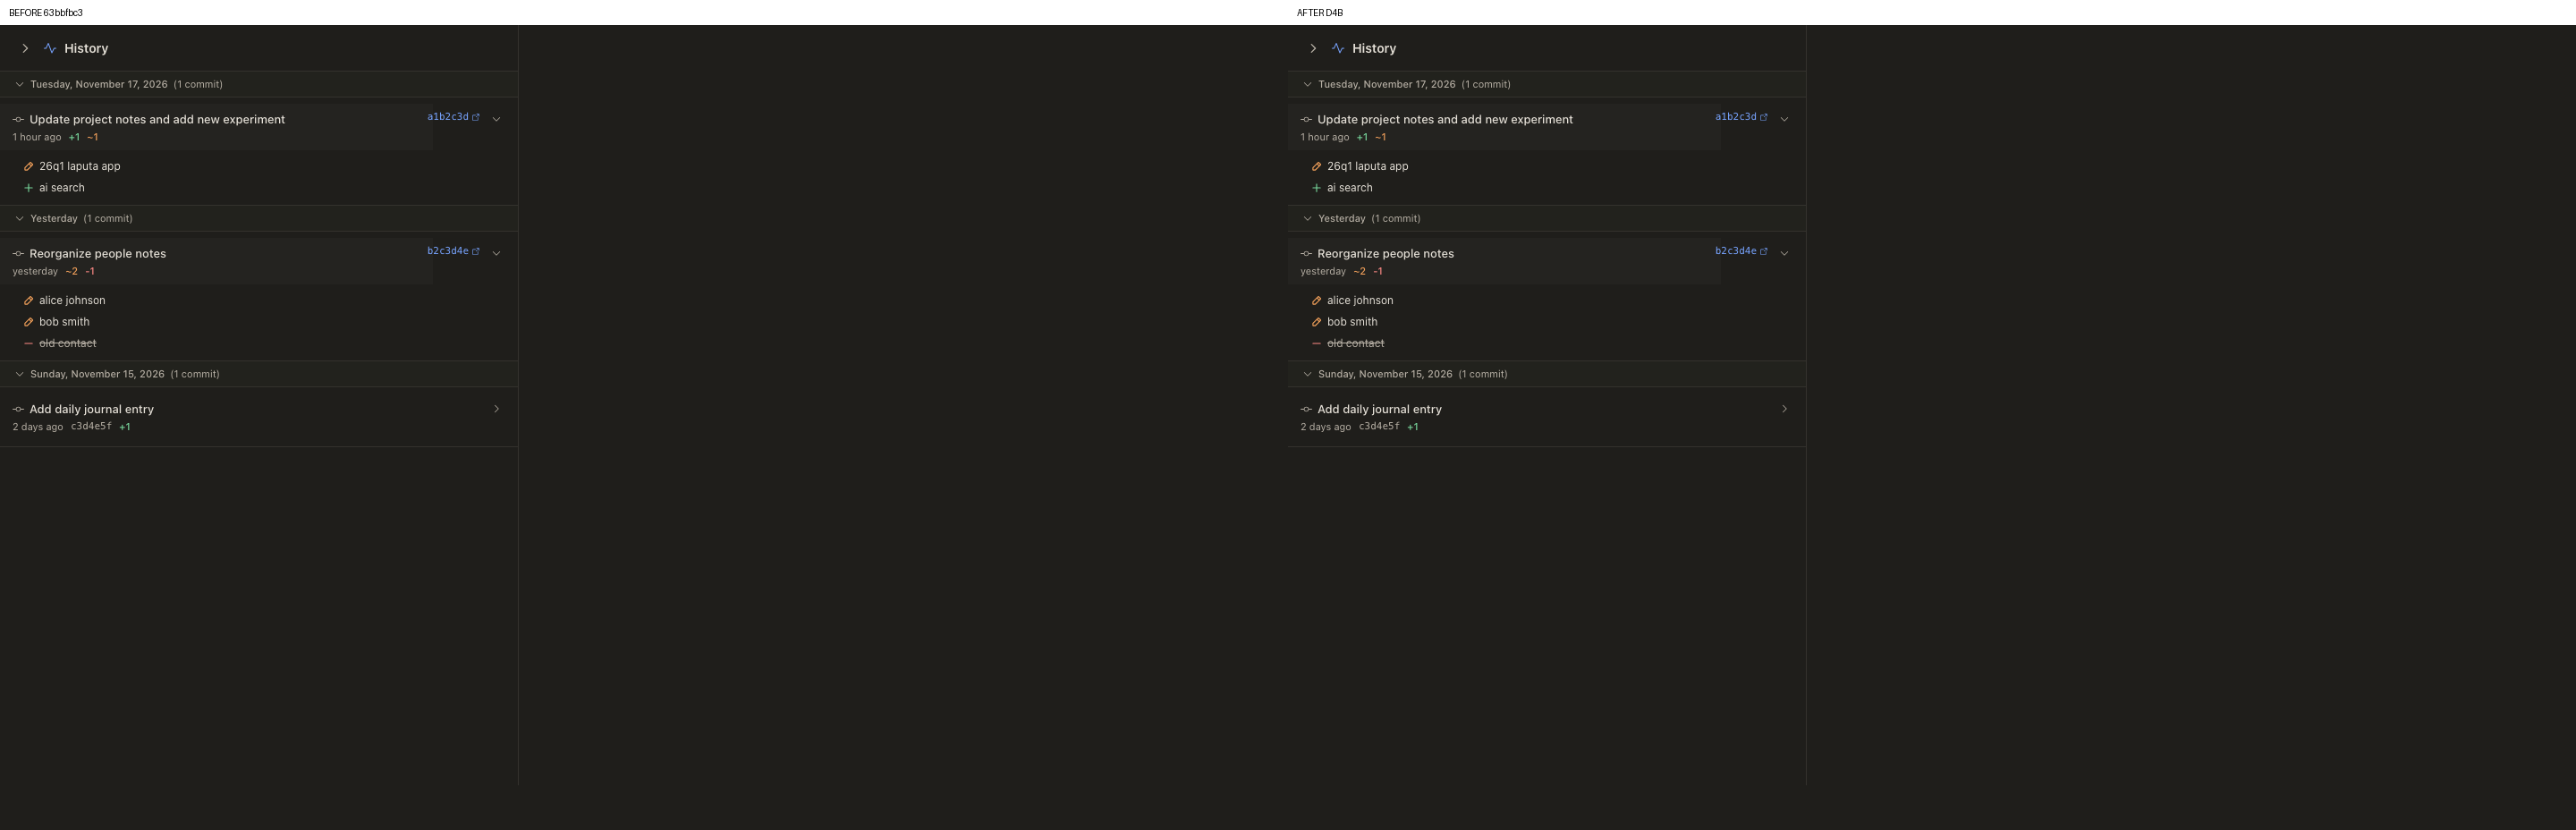 BEFORE 63bbfbc3
History
Tuesday, November 17, 2026 (1 commit)
Update project notes and add new experiment a1b2c3d
1 hour ago +1 ~1
26q1 laputa app
ai search
Yesterday (1 commit)
Reorganize people notes b2c3d4e
yesterday ~2 -1
alice johnson
bob smith
old contact
Sunday, November 15, 2026 (1 commit)
Add daily journal entry
2 days ago c3d4e5f +1
AFTER D4B
History
Tuesday, November 17, 2026 (1 commit)
Update project notes and add new experiment a1b2c3d
1 hour ago +1 ~1
26q1 laputa app
ai search
Yesterday (1 commit)
Reorganize people notes b2c3d4e
yesterday ~2 -1
alice johnson
bob smith
old contact
Sunday, November 15, 2026 (1 commit)
Add daily journal entry
2 days ago c3d4e5f +1